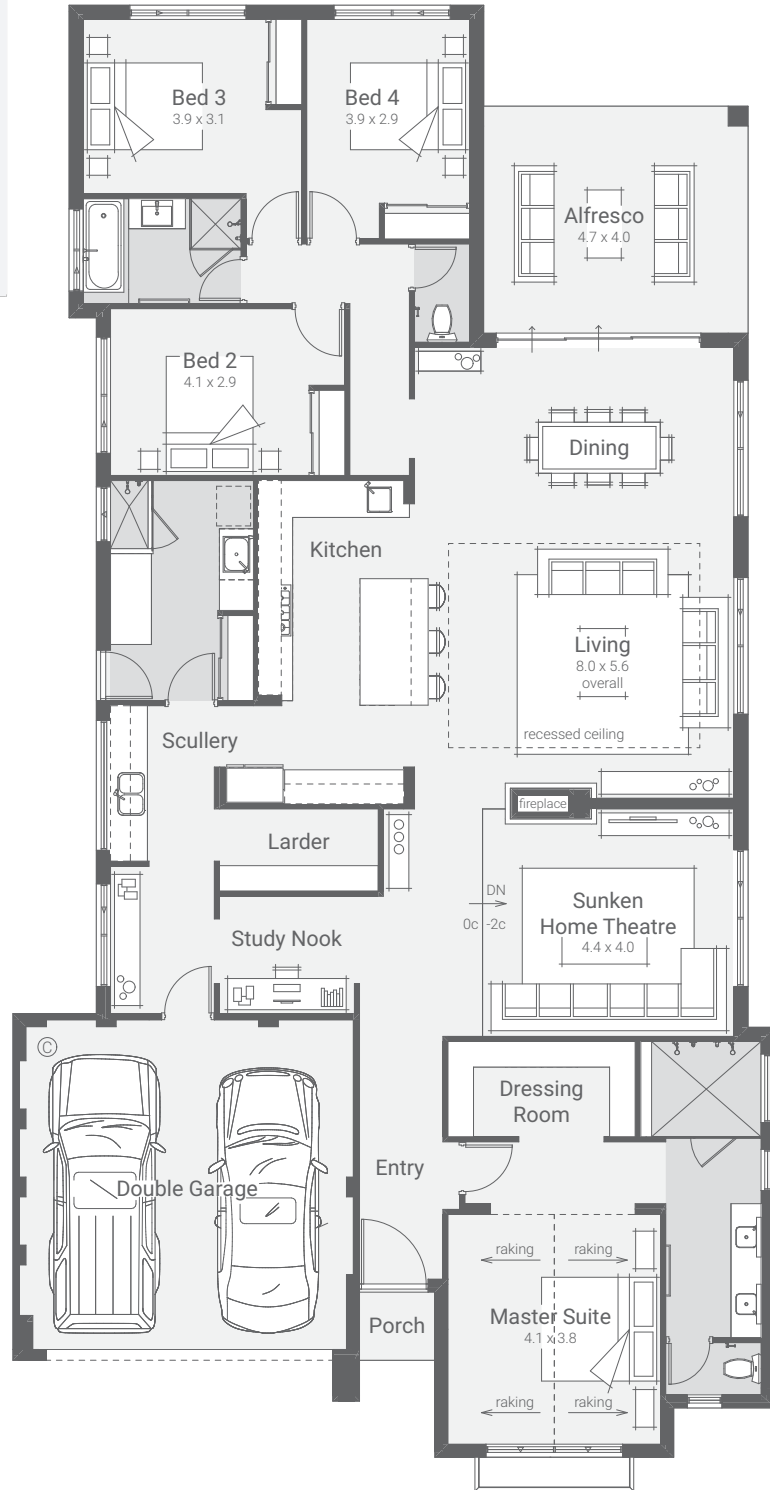 Bed 3
3.9 x 3.1
Bed 4
3.9 x 2.9
Alfresco
4.7 x 4.0
Bed 2
4.1 x 2.9
Dining
Kitchen
Living
8.0 x 5.6
overall
recessed ceiling
Scullery
fireplace
Larder
DN
0c -2c
Sunken
Home Theatre
4.4 x 4.0
Study Nook
C
Dressing
Room
Entry
Double Garage
raking
raking
Porch
Master Suite
4.1 x 3.8
raking
raking